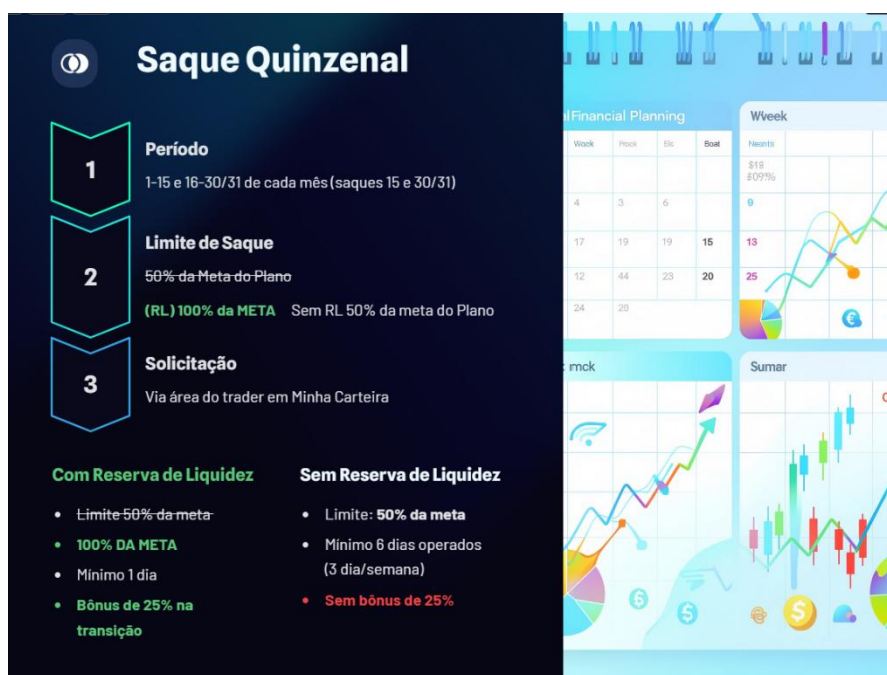 Saque Quinzenal
1
Período
1-15 e 16-30/31 de cada mês (saques 15 e 30/31)
2
Limite de Saque
50% da Meta do Plano
(RL) 100% da META Sem RL 50% da meta do Plano
3
Solicitação
Via área do trader em Minha Carteira
Com Reserva de Liquidez
Limite 50% da meta
100% DA META
Mínimo 1 dia
Bônus de 25% na
transição
Sem Reserva de Liquidez
Limite: 50% da meta
Mínimo 6 dias operados
(3 dia/semana)
Sem bônus de 25%
Financial Planning
Boat
4 3 6
17 19 19 15
12 44 23 20
24
Week
9
13
25
mck
Sumar